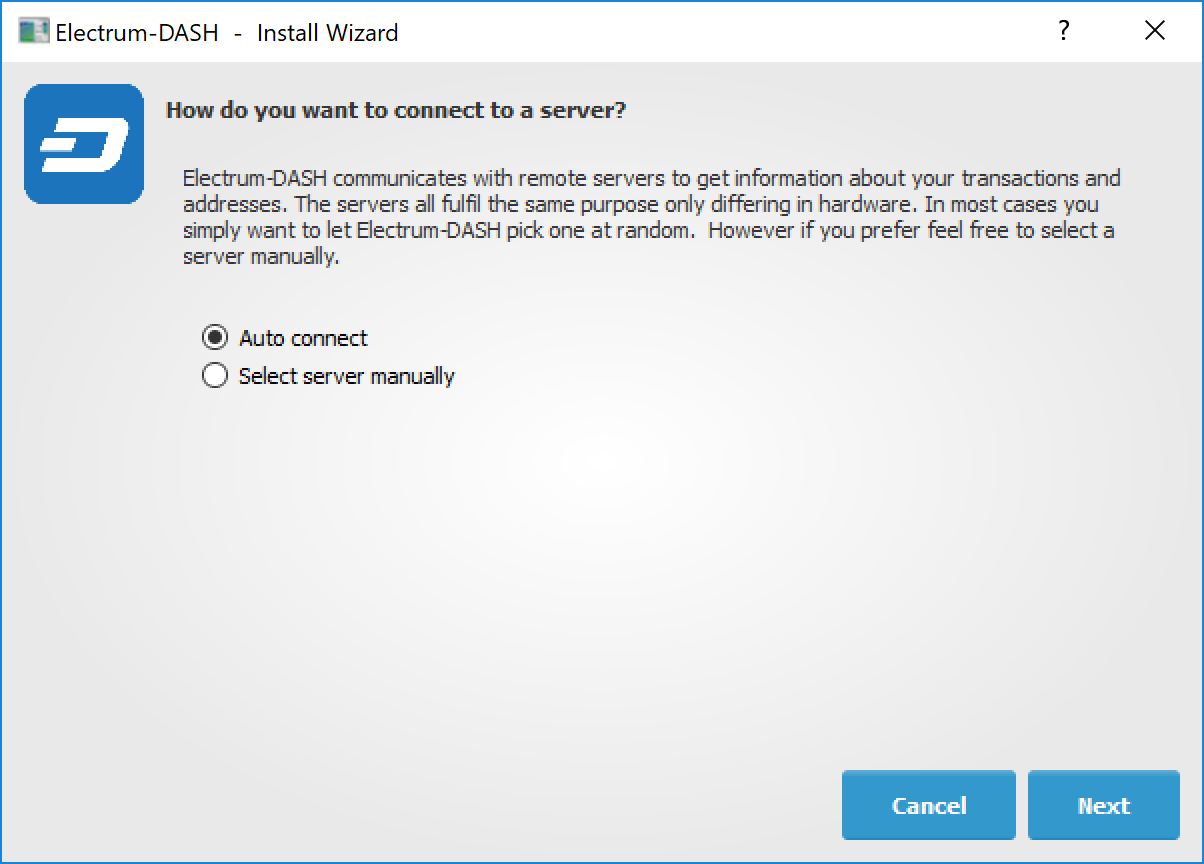 Electrum-DASH  -  Install Wizard
?
How do you want to connect to a server?
Electrum-DASH communicates with remote servers to get information about your transactions and
addresses. The servers all fulfil the same purpose only differing in hardware. In most cases you
simply want to let Electrum-DASH pick one at random.  However if you prefer feel free to select a
server manually.
Auto connect
Select server manually
Cancel
Next